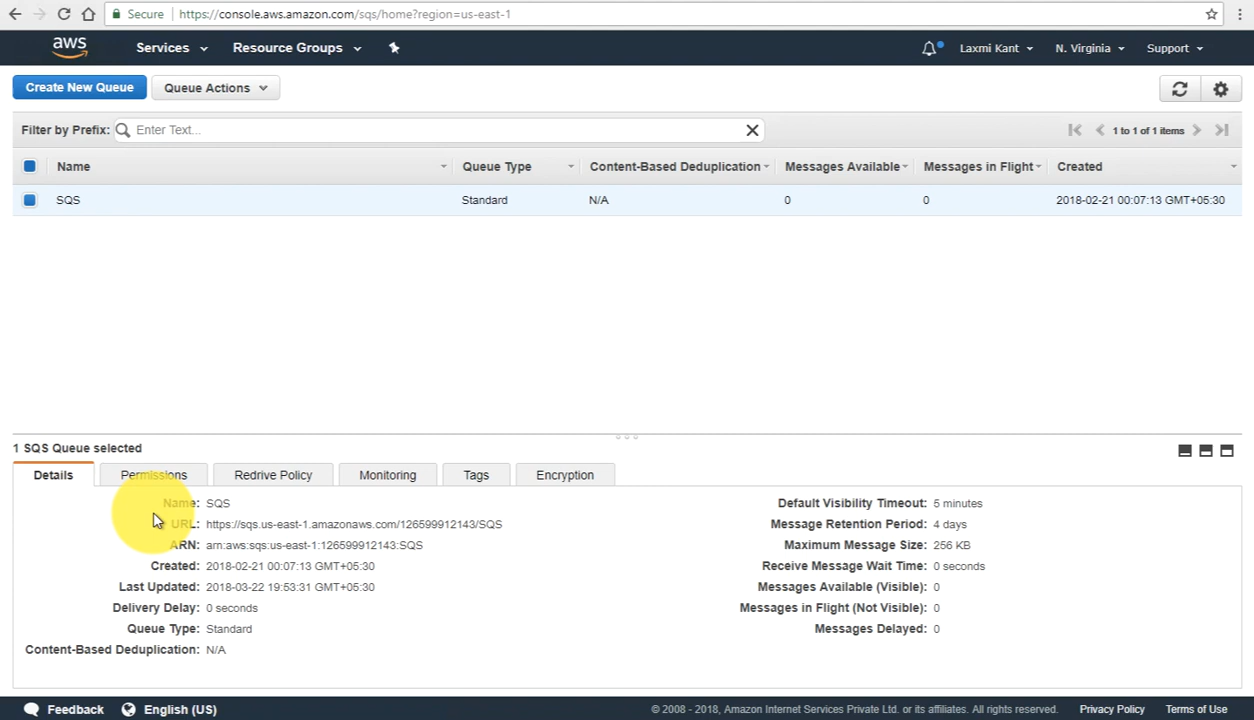 Secure https://console.aws.amazon.com/sqs/home?region=us-east-1
aws Services Resource Groups Laxmi Kant N. Virginia Support
Create New Queue Queue Actions
Filter by Prefix: Enter Text... 1 to 1 of 1 items
Name Queue Type Content-Based Deduplication Messages Available Messages in Flight Created
SQS Standard N/A 0 0 2018-02-21 00:07:13 GMT+05:30
1 SQS Queue selected
Details Permissions Redrive Policy Monitoring Tags Encryption
Name: SQS Default Visibility Timeout: 5 minutes
URL: https://sqs.us-east-1.amazonaws.com/126599912143/SQS Message Retention Period: 4 days
ARN: arn:aws:sqs:us-east-1:126599912143:SQS Maximum Message Size: 256 KB
Created: 2018-02-21 00:07:13 GMT+05:30 Receive Message Wait Time: 0 seconds
Last Updated: 2018-03-22 19:53:31 GMT+05:30 Messages Available (Visible): 0
Delivery Delay: 0 seconds Messages in Flight (Not Visible): 0
Queue Type: Standard Messages Delayed: 0
Content-Based Deduplication: N/A
Feedback English (US) © 2008 - 2018, Amazon Internet Services Private Ltd. or its affiliates. All rights reserved. Privacy Policy Terms of Use